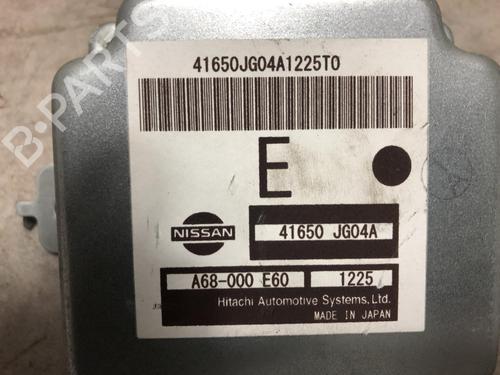 B-PARTS
41650JG04A1225T0
E
NISSAN
41650 JG04A
A68-000 E60
1225
Hitachi Automotive Systems, Ltd.
MADE IN JAPAN